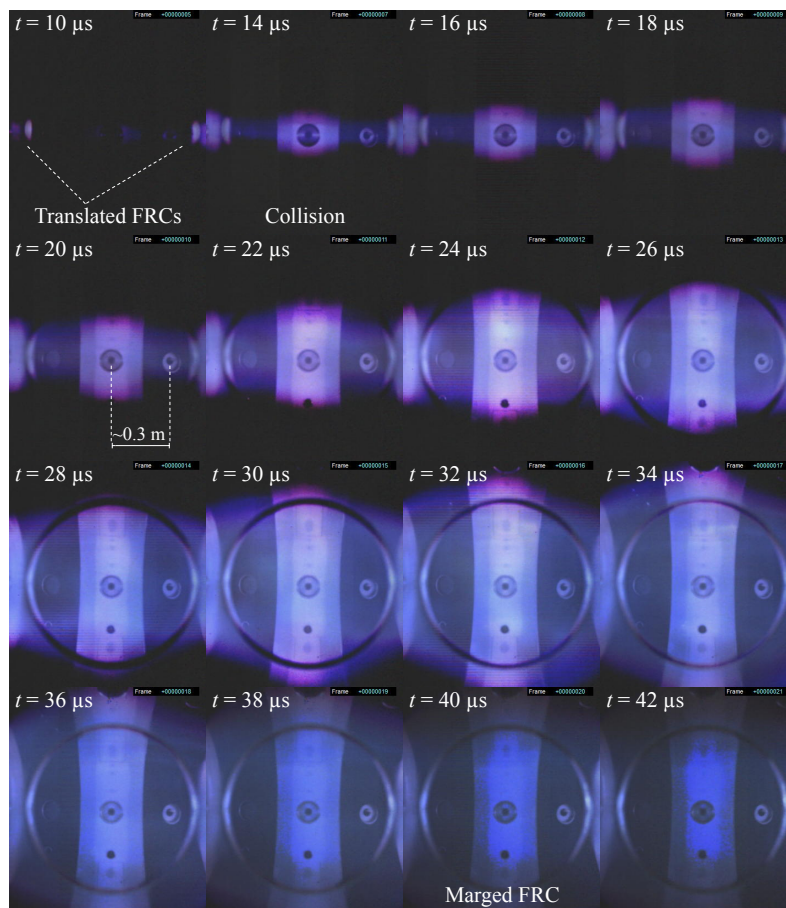 t = 10 µs
Frame +00000005
t = 14 µs
Frame +00000007
t = 16 µs
Frame +00000008
t = 18 µs
Frame +00000009
Translated FRCs
Collision
t = 20 µs
Frame +00000010
t = 22 µs
Frame +00000011
t = 24 µs
Frame +00000012
t = 26 µs
Frame +00000013
~0.3 m
t = 28 µs
Frame +00000014
t = 30 µs
Frame +00000015
t = 32 µs
Frame +00000016
t = 34 µs
Frame +00000017
t = 36 µs
Frame +00000018
t = 38 µs
Frame +00000019
t = 40 µs
Frame +00000020
t = 42 µs
Frame +00000021
Marged FRC